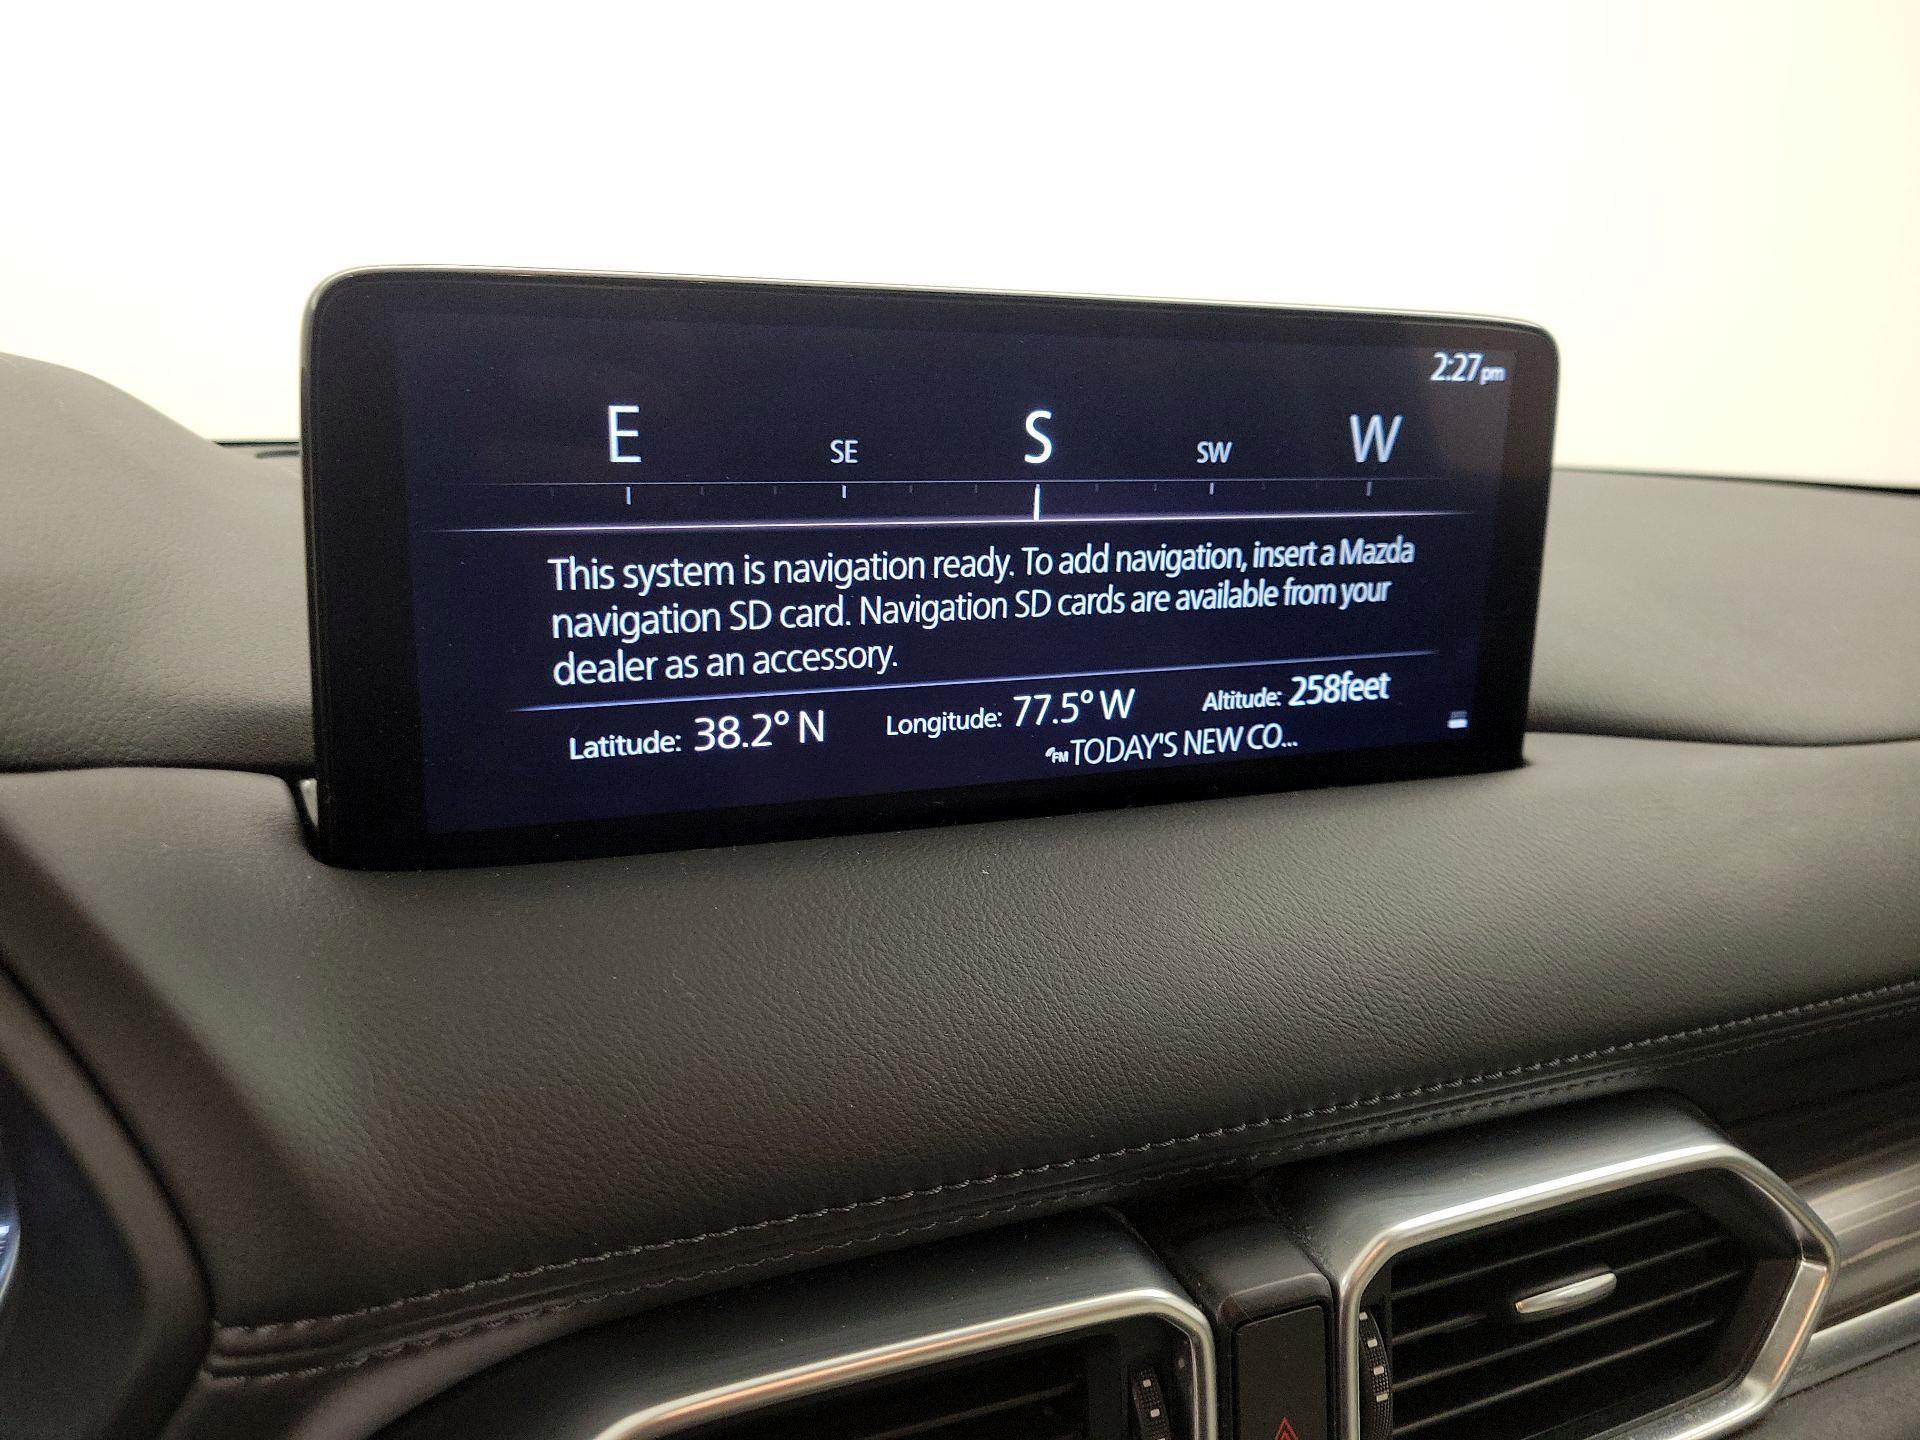 2:27pm
E SE S SW W
This system is navigation ready. To add navigation, insert a Mazda
navigation SD card. Navigation SD cards are available from your
dealer as an accessory.
Latitude: 38.2° N Longitude: 77.5° W Altitude: 258feet
FM TODAY'S NEW CO...